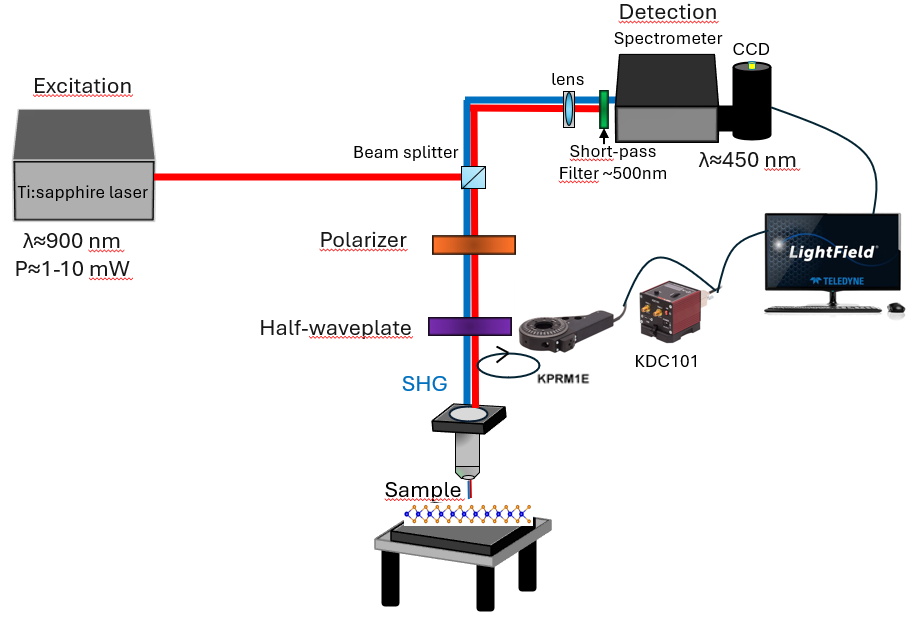 Detection
Spectrometer
CCD
Excitation
lens
Beam splitter
Short-pass
Filter ~500nm
λ≈450 nm
Ti:sapphire laser
λ≈900 nm
P≈1-10 mW
Polarizer
LightField
TELEDYNE
Half-waveplate
KDC101
KPRM1E
SHG
Sample